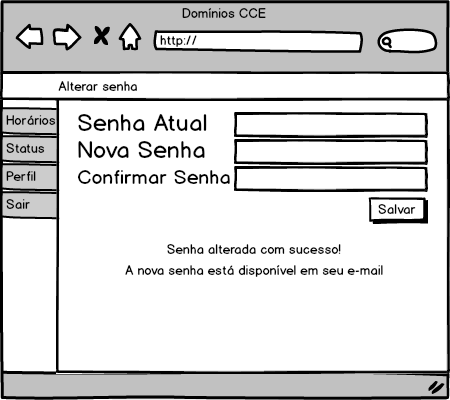 Domínios CCE
http://
Alterar senha
Horários
Status
Perfil
Sair
Senha Atual
Nova Senha
Confirmar Senha
Salvar
Senha alterada com sucesso!
A nova senha está disponível em seu e-mail